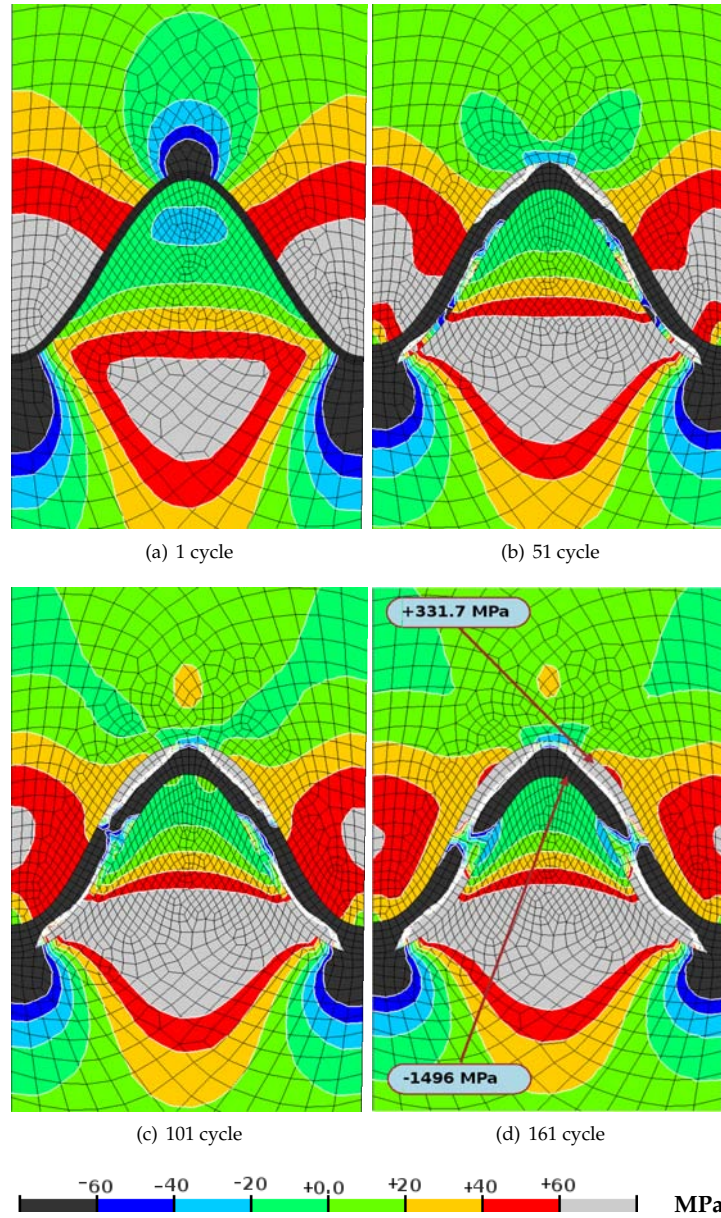 (a) 1 cycle
(b) 51 cycle
+331.7 MPa
-1496 MPa
(c) 101 cycle
(d) 161 cycle
-60 -40 -20 +0.0 +20 +40 +60
MPa